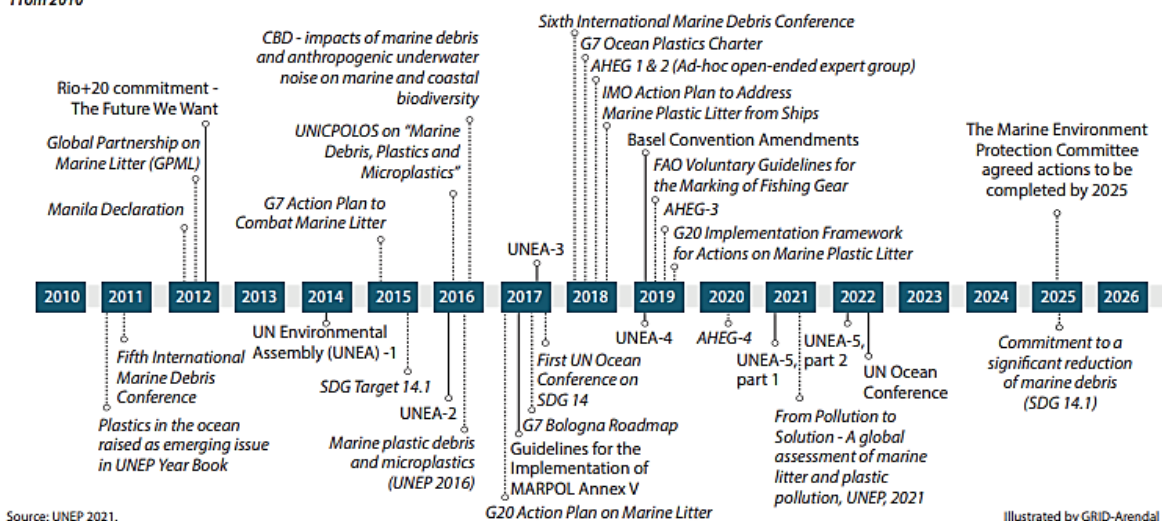 From 2010
Sixth International Marine Debris Conference
G7 Ocean Plastics Charter
AHEG 1 & 2 (Ad-hoc open-ended expert group)
IMO Action Plan to Address
Marine Plastic Litter from Ships
CBD - impacts of marine debris
and anthropogenic underwater
noise on marine and coastal
biodiversity
Rio+20 commitment -
The Future We Want
Global Partnership on
Marine Litter (GPML)
Manila Declaration
UNICPOLOS on “Marine
Debris, Plastics and
Microplastics”
G7 Action Plan to
Combat Marine Litter
UNEA-3
Basel Convention Amendments
FAO Voluntary Guidelines for
the Marking of Fishing Gear
AHEG-3
G20 Implementation Framework
for Actions on Marine Plastic Litter
The Marine Environment
Protection Committee
agreed actions to be
completed by 2025
2010 2011 2012 2013 2014 2015 2016 2017 2018 2019 2020 2021 2022 2023 2024 2025 2026
Fifth International
Marine Debris
Conference
Plastics in the ocean
raised as emerging issue
in UNEP Year Book
UN Environmental
Assembly (UNEA) -1
SDG Target 14.1
UNEA-2
Marine plastic debris
and microplastics
(UNEP 2016)
First UN Ocean
Conference on
SDG 14
G7 Bologna Roadmap
Guidelines for the
Implementation of
MARPOL Annex V
G20 Action Plan on Marine Litter
UNEA-4
AHEG-4
UNEA-5,
part 1
UNEA-5,
part 2
UN Ocean
Conference
From Pollution to
Solution - A global
assessment of marine
litter and plastic
pollution, UNEP, 2021
Commitment to a
significant reduction
of marine debris
(SDG 14.1)
Source: UNEP 2021.
Illustrated by GRID-Arendal